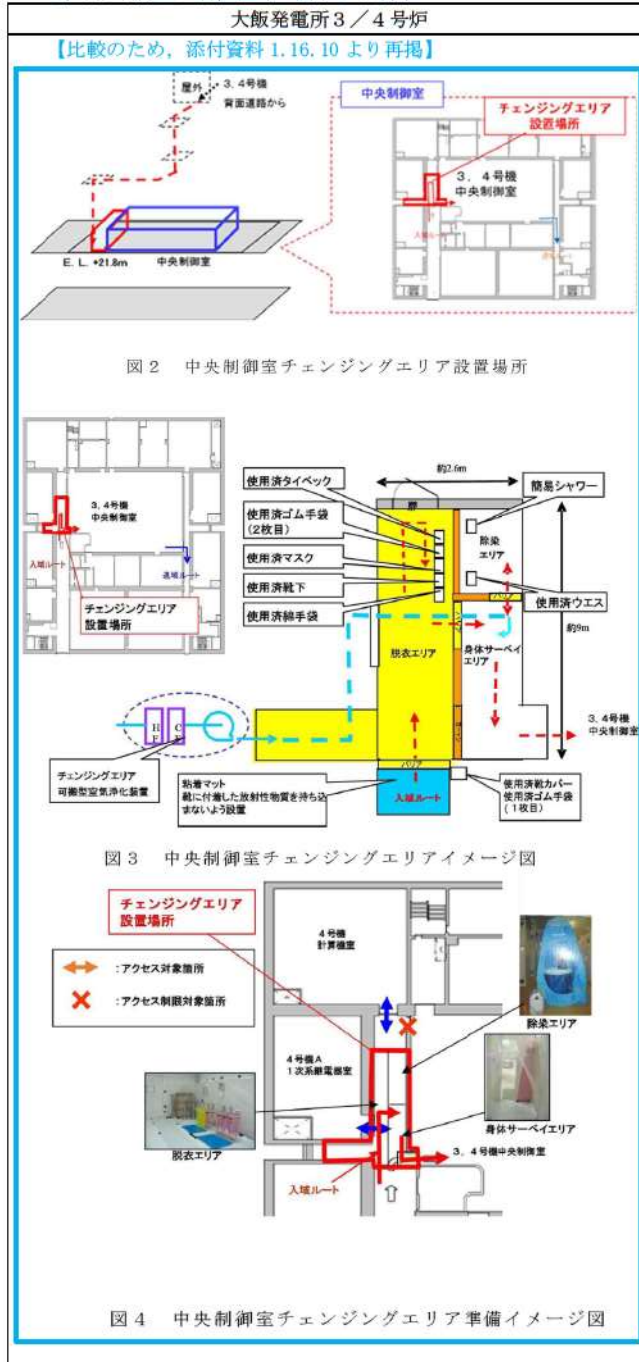 大飯発電所3／4号炉
【比較のため，添付資料 1.16.10 より再掲】
屋外
3．4号機
背面道路から
中央制御室
チェンジングエリア
設置場所
3．4号機
中央制御室
入域ルート
E．L．+21.8m
中央制御室
図2　中央制御室チェンジングエリア設置場所
3．4号機
中央制御室
入域ルート
退域ルート
チェンジングエリア
設置場所
使用済タイベック
使用済ゴム手袋
(2枚目)
使用済マスク
使用済靴下
使用済綿手袋
約2.6m
扉
簡易シャワー
除染
エリア
使用済ウエス
約9m
脱衣エリア
身体サーベイ
エリア
3．4号機
中央制御室
チェンジングエリア
可搬型空気浄化装置
バリア
粘着マット
靴に付着した放射性物質を持ち込
まないよう設置
入域ルート
使用済靴カバー
使用済ゴム手袋
(1枚目)
図3　中央制御室チェンジングエリアイメージ図
チェンジングエリア
設置場所
4号機
計算機室
：アクセス対象箇所
：アクセス制限対象箇所
除染エリア
4号機A
1次系継電器室
脱衣エリア
身体サーベイエリア
3．4号機中央制御室
入域ルート
図4　中央制御室チェンジングエリア準備イメージ図